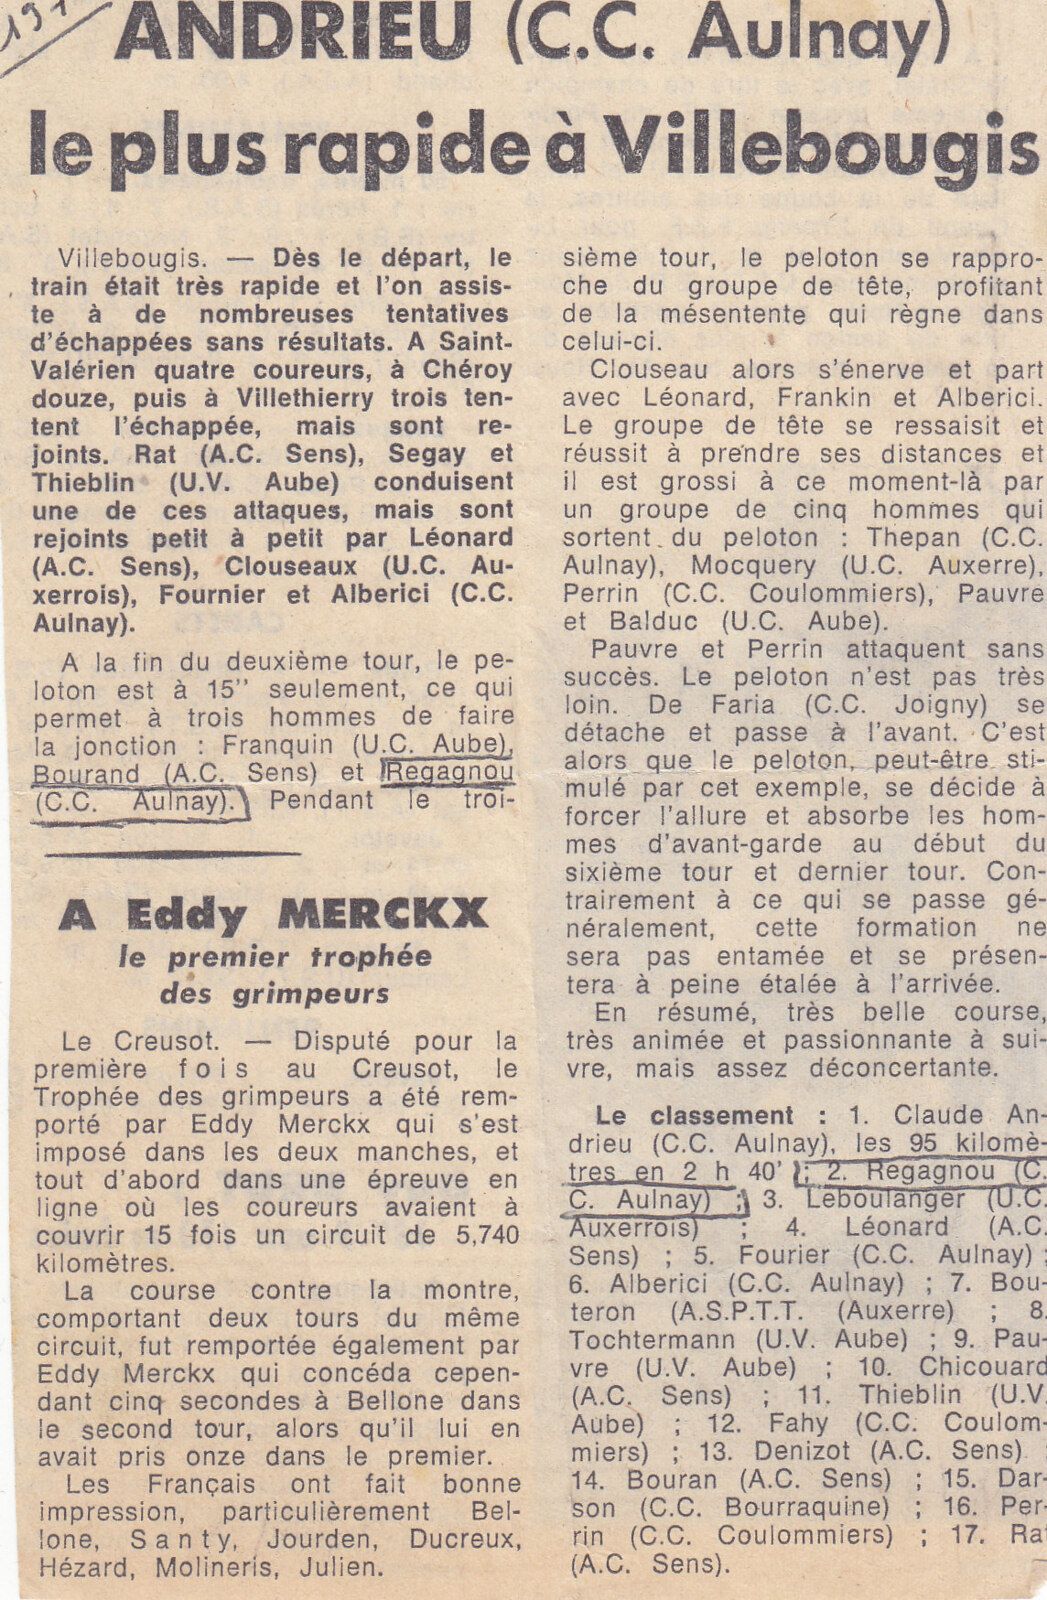 ANDRIEU (C.C. Aulnay)
le plus rapide à Villebougis
Villebougis. — Dès le départ, le
train était très rapide et l'on assis-
te à de nombreuses tentatives
d'échappées sans résultats. A Saint-
Valérien quatre coureurs, à Chéroy
douze, puis à Villethierry trois ten-
tent l'échappée, mais sont re-
joints. Rat (A.C. Sens), Segay et
Thieblin (U.V. Aube) conduisent
une de ces attaques, mais sont
rejoints petit à petit par Léonard
(A.C. Sens), Clouseaux (U.C. Au-
xerrois), Fournier et Alberici (C.C.
Aulnay).
A la fin du deuxième tour, le pe-
loton est à 15'' seulement, ce qui
permet à trois hommes de faire
la jonction : Franquin (U.C. Aube),
Bourand (A.C. Sens) et Regagnou
(C.C. Aulnay). Pendant le troi-
sième tour, le peloton se rappro-
che du groupe de tête, profitant
de la mésentente qui règne dans
celui-ci.
Clouseau alors s'énerve et part
avec Léonard, Frankin et Alberici.
Le groupe de tête se ressaisit et
réussit à prendre ses distances et
il est grossi à ce moment-là par
un groupe de cinq hommes qui
sortent du peloton : Thepan (C.C.
Aulnay), Mocquery (U.C. Auxerre),
Perrin (C.C. Coulommiers), Pauvre
et Balduc (U.C. Aube).
Pauvre et Perrin attaquent sans
succès. Le peloton n'est pas très
loin. De Faria (C.C. Joigny) se
détache et passe à l'avant. C'est
alors que le peloton, peut-être sti-
mulé par cet exemple, se décide à
forcer l'allure et absorbe les hom-
mes d'avant-garde au début du
sixième tour et dernier tour. Con-
trairement à ce qui se passe gé-
néralement, cette formation ne
sera pas entamée et se présen-
tera à peine étalée à l'arrivée.
En résumé, très belle course,
très animée et passionnante à sui-
vre, mais assez déconcertante.
Le classement : 1. Claude An-
drieu (C.C. Aulnay), les 95 kilomè-
tres en 2 h 40' ; 2. Regagnou (C.
C. Aulnay) ; 3. Leboulanger (U.C.
Auxerrois) ; 4. Léonard (A.C.
Sens) ; 5. Fourier (C.C. Aulnay) ;
6. Alberici (C.C. Aulnay) ; 7. Bou-
teron (A.S.P.T.T. (Auxerre) ; 8.
Tochtermann (U.V. Aube) ; 9. Pau-
vre (U.V. Aube) ; 10. Chicouard
(A.C. Sens) ; 11. Thieblin (U.V.
Aube) ; 12. Fahy (C.C. Coulom-
miers) ; 13. Denizot (A.C. Sens) ;
14. Bouran (A.C. Sens) ; 15. Dar-
son (C.C. Bourraquine) ; 16. Per-
rin (C.C. Coulommiers) ; 17. Rat
(A.C. Sens).
A Eddy MERCKX
le premier trophée
des grimpeurs
Le Creusot. — Disputé pour la
première fois au Creusot, le
Trophée des grimpeurs a été rem-
porté par Eddy Merckx qui s'est
imposé dans les deux manches, et
tout d'abord dans une épreuve en
ligne où les coureurs avaient à
couvrir 15 fois un circuit de 5,740
kilomètres.
La course contre la montre,
comportant deux tours du même
circuit, fut remportée également par
Eddy Merckx qui concéda cepen-
dant cinq secondes à Bellone dans
le second tour, alors qu'il lui en
avait pris onze dans le premier.
Les Français ont fait bonne
impression, particulièrement Bel-
lone, Santy, Jourden, Ducreux,
Hézard, Molineris, Julien.